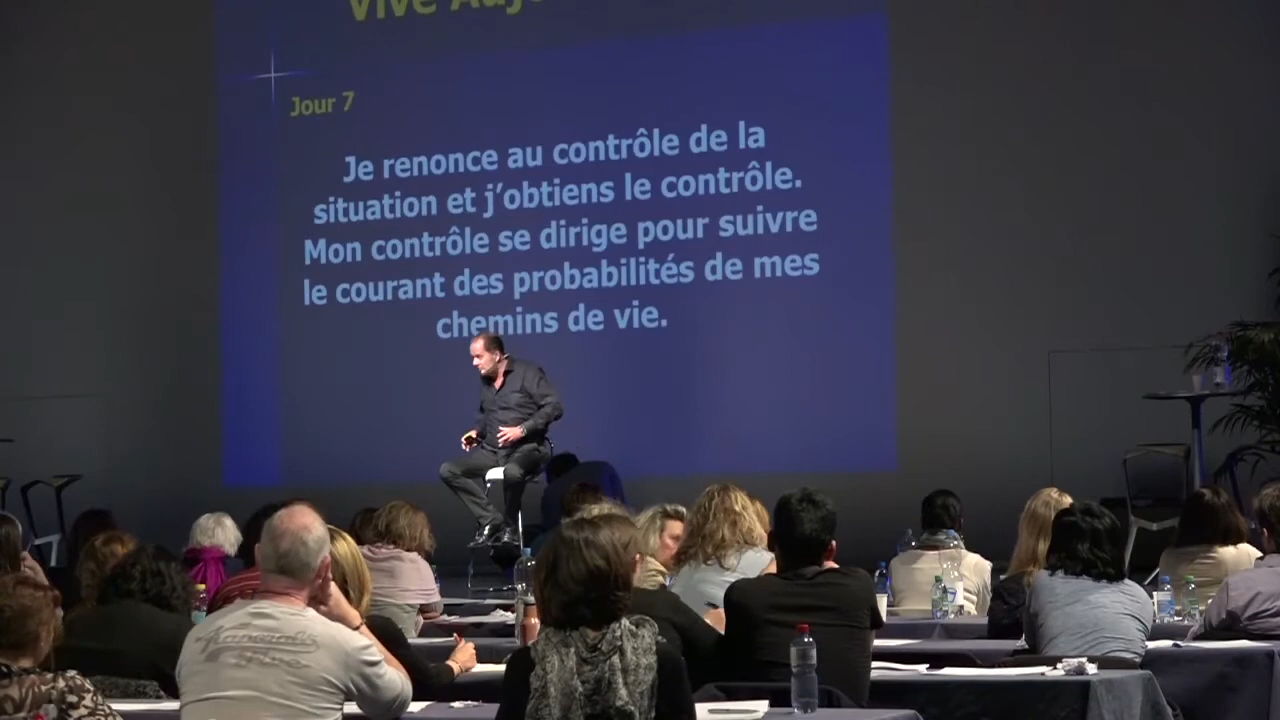 Vive
Jour 7
Je renonce au contrôle de la
situation et j'obtiens le contrôle.
Mon contrôle se dirige pour suivre
le courant des probabilités de mes
chemins de vie.